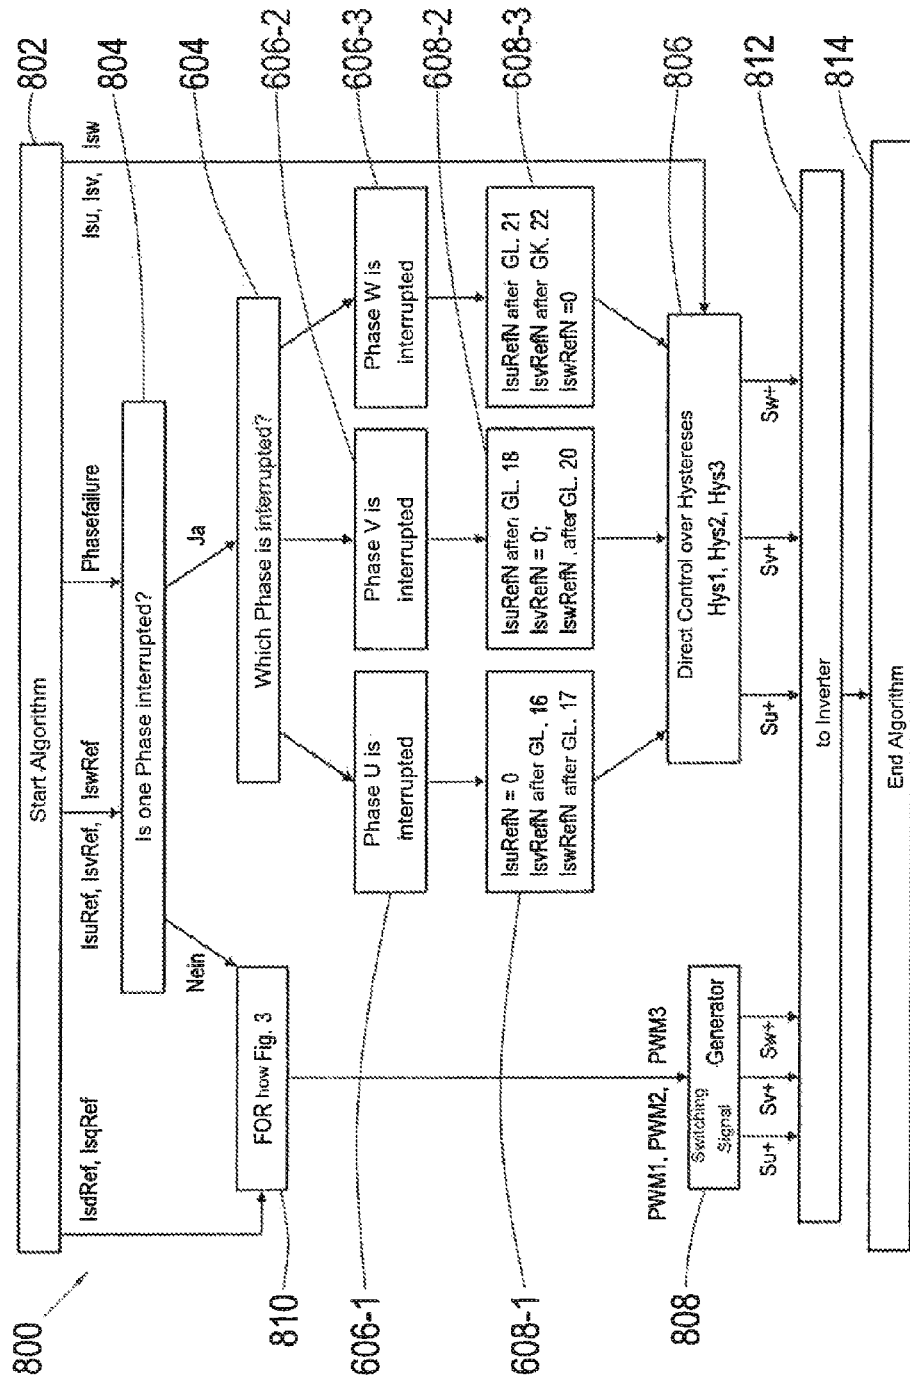 800
802
Start Algorithm
IsdRef, IsqRef
IsuRef, IsvRef, IswRef
Phasefailure
Isu, Isv, Isw
804
Is one Phase interrupted?
Nein
Ja
604
810
FOR how Fig. 3
Which Phase is interrupted?
606-2
606-1
Phase U is
interrupted
Phase V is
interrupted
Phase W is
interrupted
606-3
608-2
608-1
IsuRefN = 0
IsvRefN after GL. 16
IswRefN after GL. 17
IsuRefN after GL. 18
IsvRefN = 0;
IswRefN .after GL. 20
IsuRefN after GL. 21
IsvRefN after GK. 22
IswRefN =0
608-3
PWM1, PWM2, PWM3
808
Switching
Signal
Generator
Direct Control over Hystereses
Hys1, Hys2, Hys3
806
Su+
Sv+
Sw+
Su+
Sv+
Sw+
812
to Inverter
814
End Algorithm